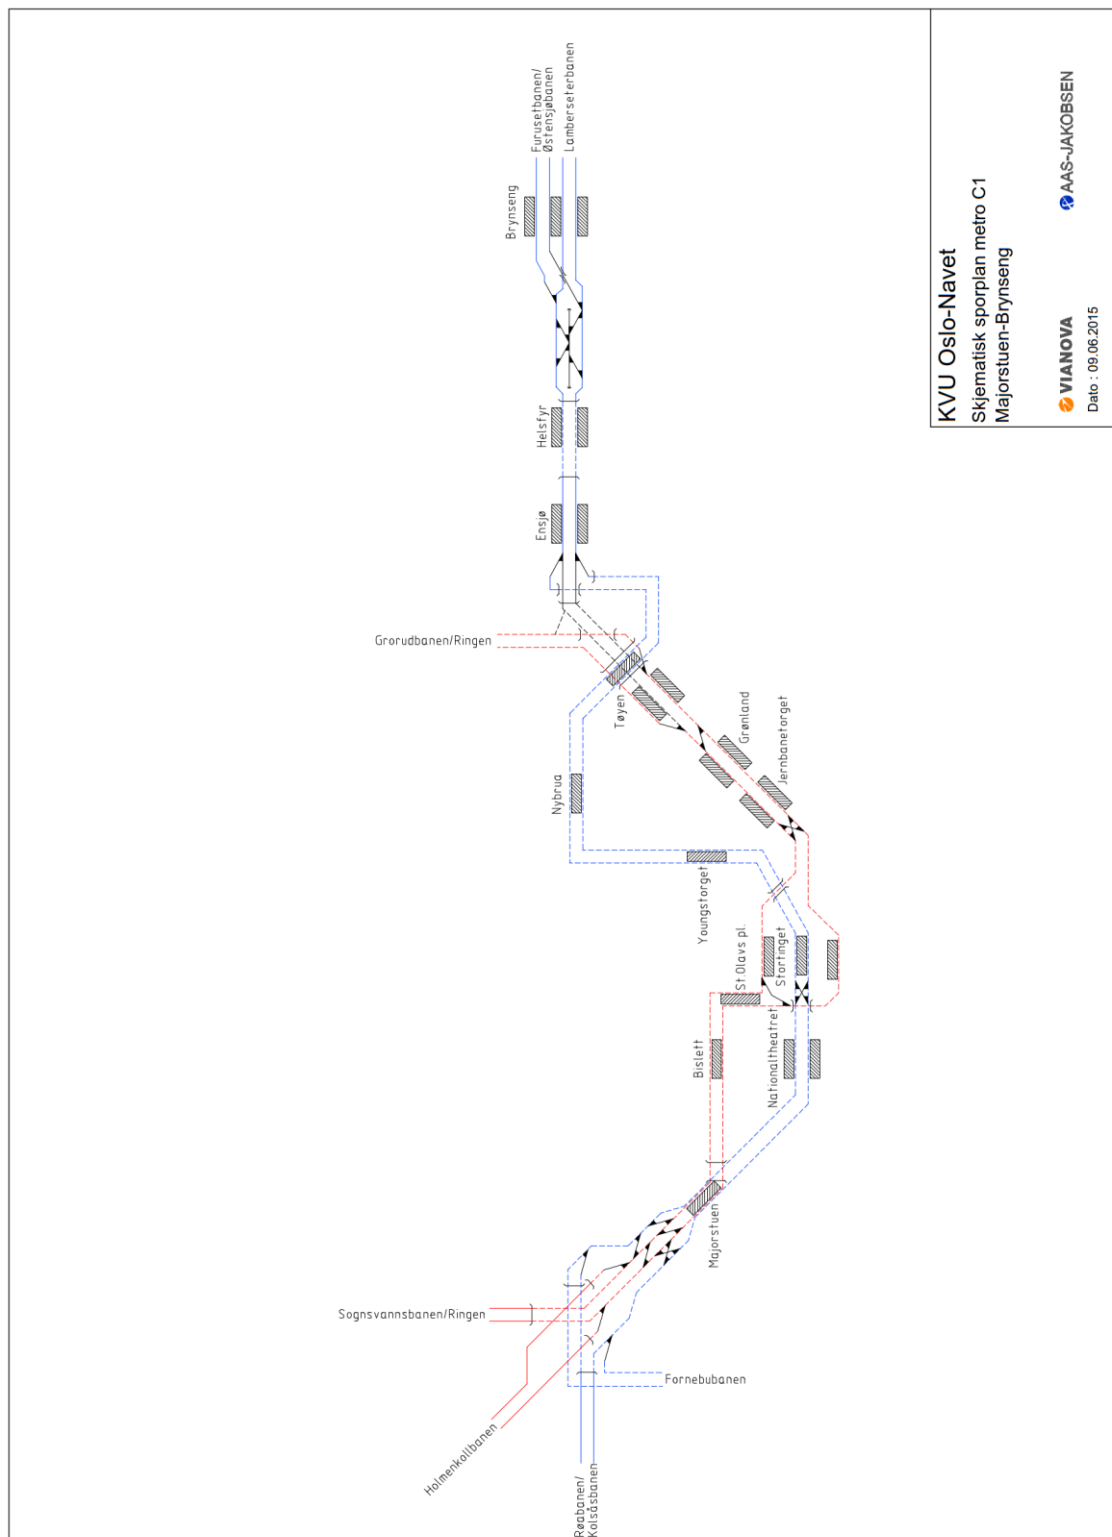 Furusetbanen/
Østensjøbanen
Lamberseterbanen
Brynseng
Helsfyr
Ensjø
Grorudbanen/Ringen
Tøyen
Grønland
Jernbanetorget
Nybrua
Youngstorget
St.Olavs pl.
Stortinget
Nationaltheatret
Bislett
Majorstuen
Sognsvannsbanen/Ringen
Fornebubanen
Holmenkollbanen
Røabanen/
Kolsåsbanen
KVU Oslo-Navet
Skjematisk sporplan metro C1
Majorstuen-Brynseng
VIANOVA
AAS-JAKOBSEN
Dato : 09.06.2015